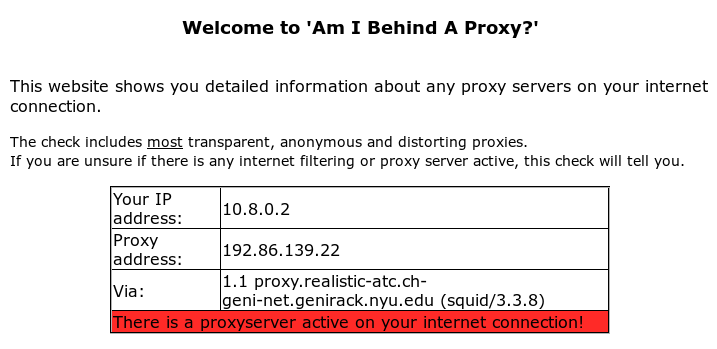 Welcome to 'Am I Behind A Proxy?'
This website shows you detailed information about any proxy servers on your internet
connection.
The check includes most transparent, anonymous and distorting proxies.
If you are unsure if there is any internet filtering or proxy server active, this check will tell you.
Your IP
address:
10.8.0.2
Proxy
address:
192.86.139.22
Via:
1.1 proxy.realistic-atc.ch-
geni-net.genirack.nyu.edu (squid/3.3.8)
There is a proxyserver active on your internet connection!